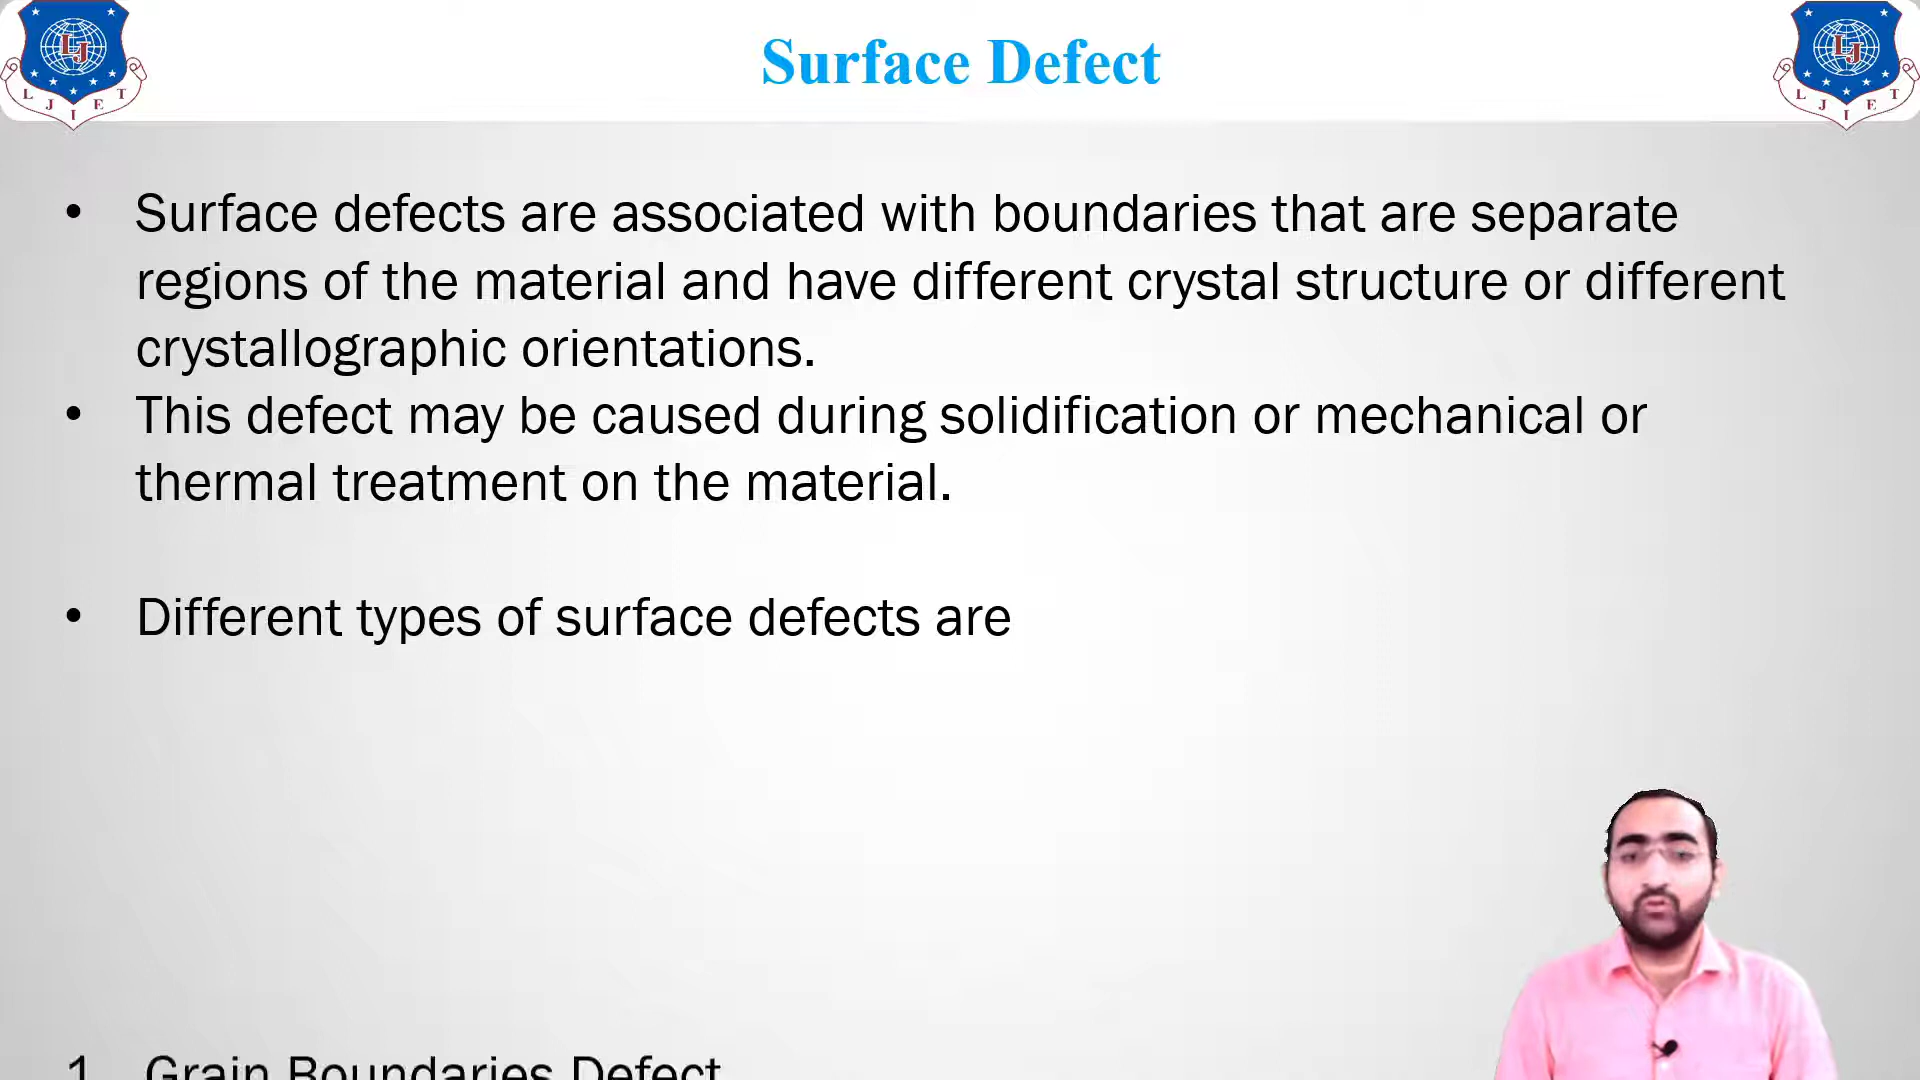 Surface Defect
LJ
L J I E T
LJ
L J I E T
• Surface defects are associated with boundaries that are separate
regions of the material and have different crystal structure or different
crystallographic orientations.
• This defect may be caused during solidification or mechanical or
thermal treatment on the material.
• Different types of surface defects are
1 Grain Boundaries Defect